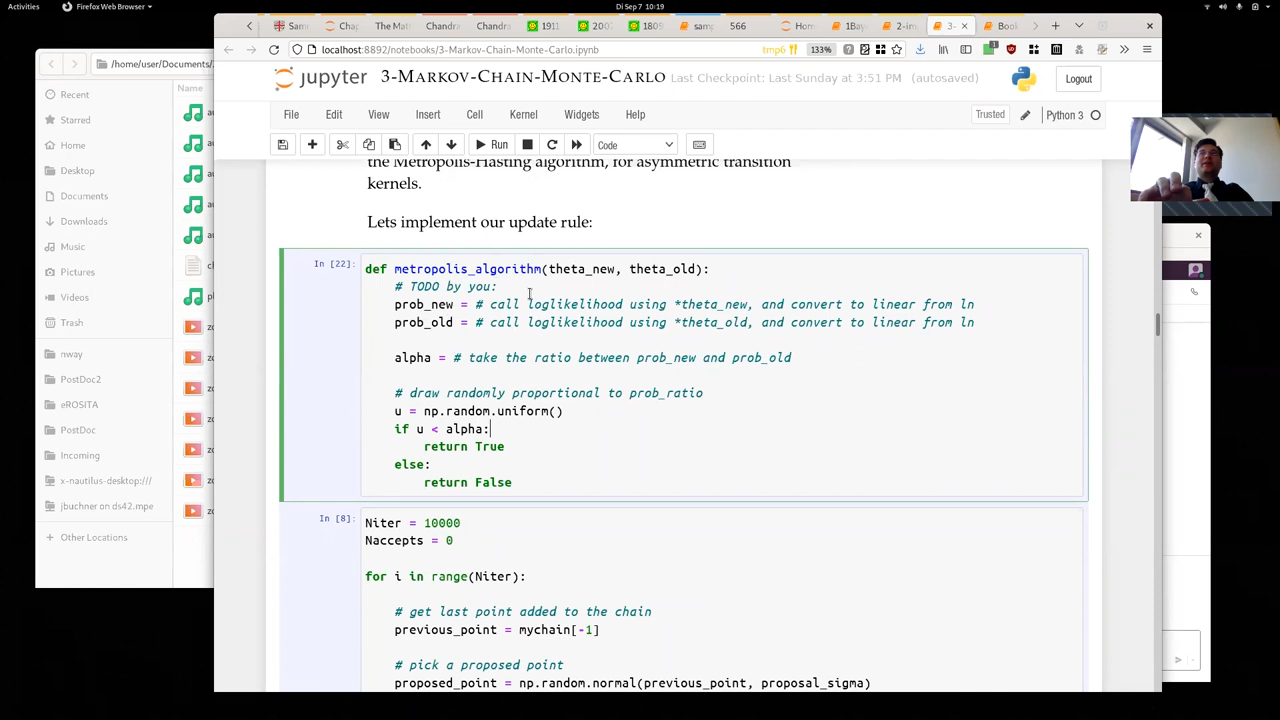 Activities
Firefox Web Browser
Di Sep 7 10:19
Sam
Chap
The Mat
Chandra
Chandra
1911
2007
1809
samp
566
Hom
1Bay
2-im
3-
Book
/home/user/Documents/
localhost:8892/notebooks/3-Markov-Chain-Monte-Carlo.ipynb
tmp6
133%
Recent
Starred
Home
Desktop
Documents
Downloads
Music
Pictures
Videos
Trash
nway
PostDoc2
eROSITA
PostDoc
Incoming
x-nautilus-desktop:///
jbuchner on ds42.mpe
Other Locations
Name
jupyter
3-Markov-Chain-Monte-Carlo
Last Checkpoint: Last Sunday at 3:51 PM (autosaved)
Logout
File
Edit
View
Insert
Cell
Kernel
Widgets
Help
Trusted
Python 3
Run
Code
the Metropolis-Hasting algorithm, for asymmetric transition
kernels.
Lets implement our update rule:
In [22]:
def metropolis_algorithm(theta_new, theta_old):
# TODO by you:
prob_new = # call loglikelihood using *theta_new, and convert to linear from ln
prob_old = # call loglikelihood using *theta_old, and convert to linear from ln
alpha = # take the ratio between prob_new and prob_old
# draw randomly proportional to prob_ratio
u = np.random.uniform()
if u < alpha:
return True
else:
return False
In [8]:
Niter = 10000
Naccepts = 0
for i in range(Niter):
# get last point added to the chain
previous_point = mychain[-1]
# pick a proposed point
proposed_point = np.random.normal(previous_point, proposal_sigma)